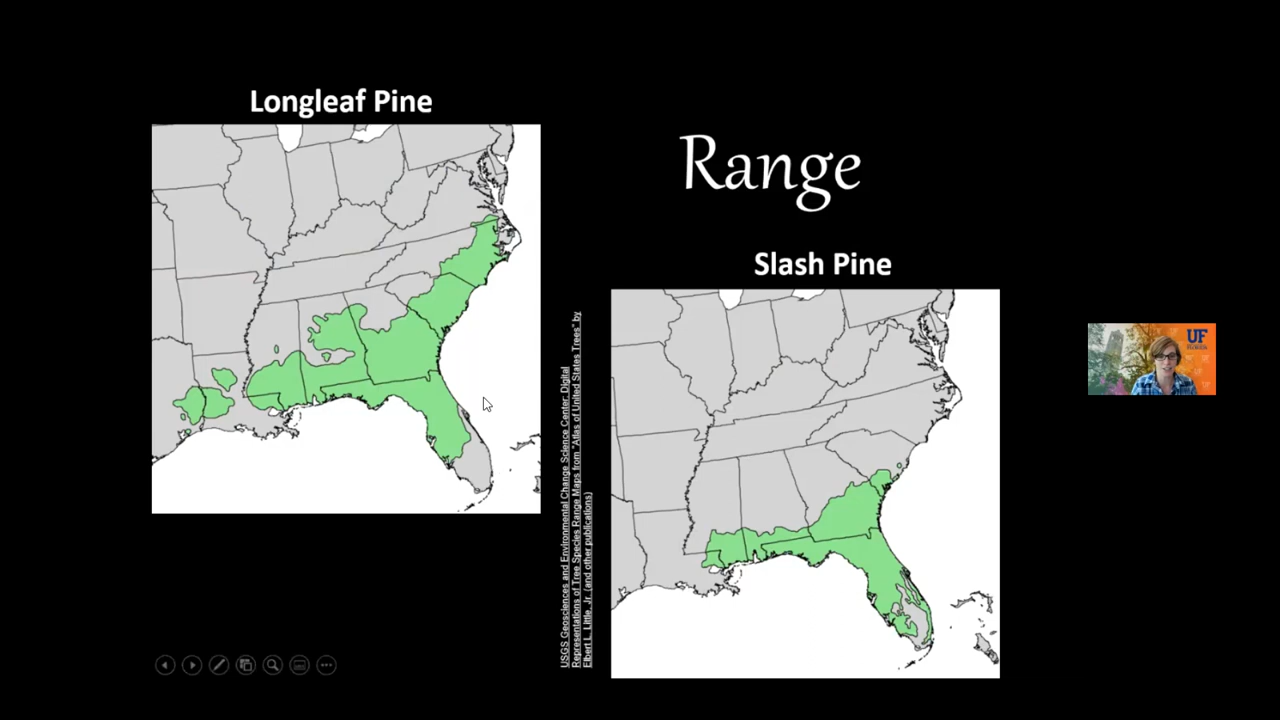 Longleaf Pine
Range
Slash Pine
USGS Geosciences and Environmental Change Science Center: Digital
Representations of Tree Species Range Maps from "Atlas of United States Trees" by
Elbert L. Little, Jr. (and other publications)
UF